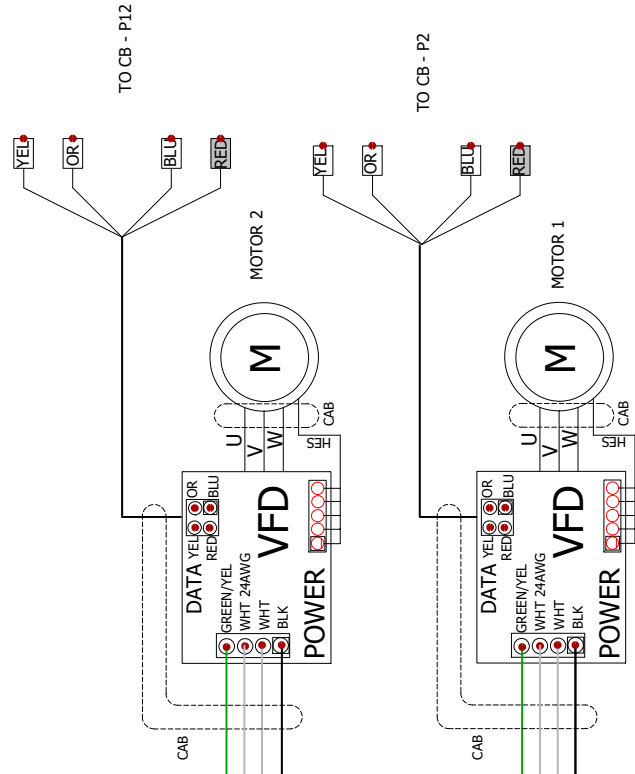 TO CB - P12
YEL
OR
BLU
RED
MOTOR 2
M
CAB
HES
U
V
W
DATA
YEL
OR
RED
BLU
VFD
POWER
GREEN/YEL
WHT 24AWG
WHT
BLK
CAB
TO CB - P2
YEL
OR
BLU
RED
MOTOR 1
M
CAB
HES
U
V
W
DATA
YEL
OR
RED
BLU
VFD
POWER
GREEN/YEL
WHT 24AWG
WHT
BLK
CAB